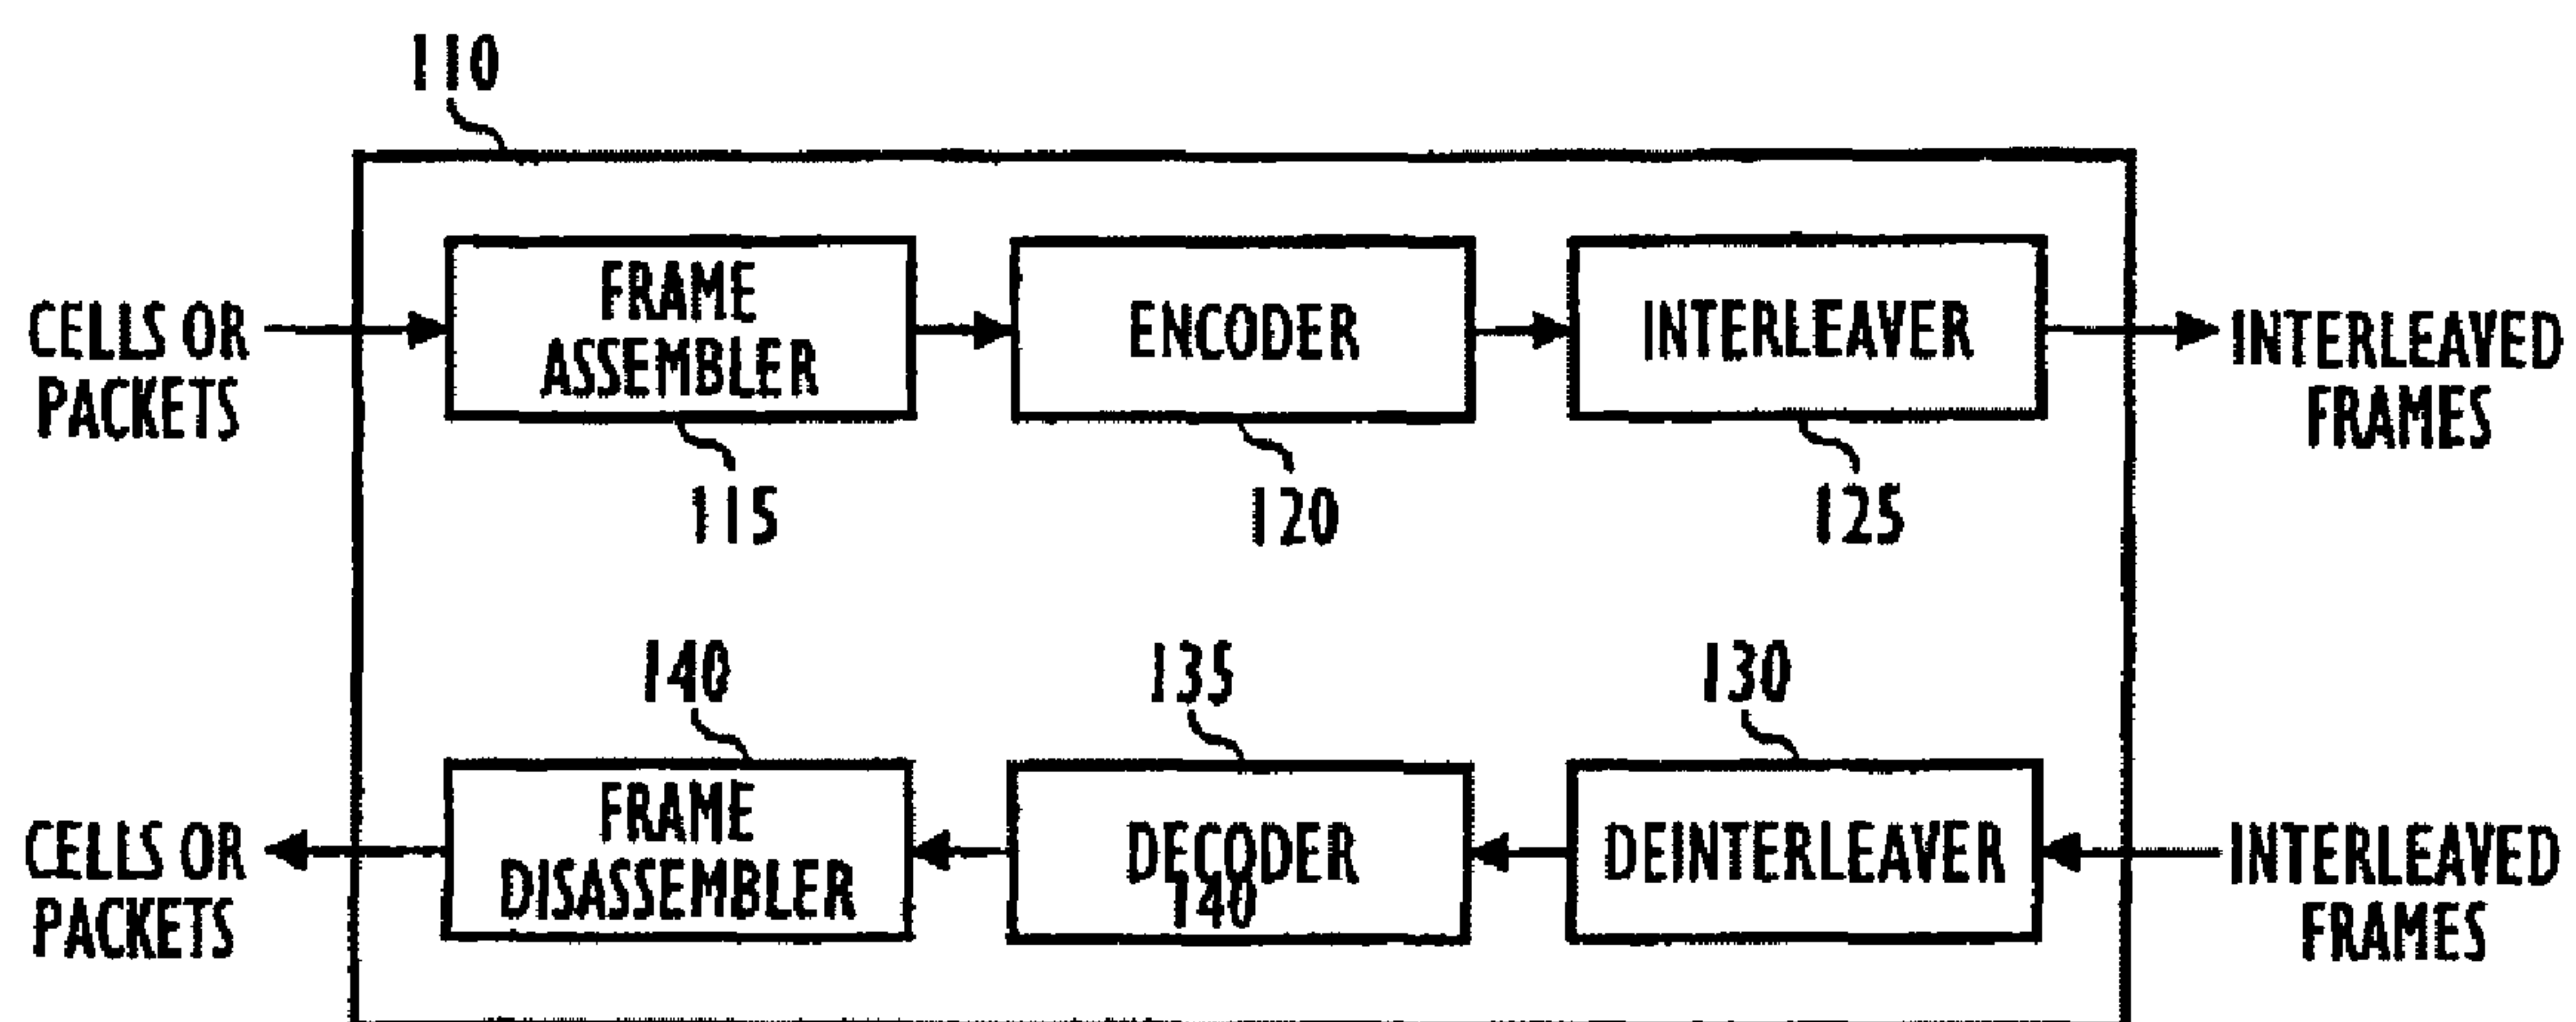 110
CELLS OR
PACKETS
FRAME
ASSEMBLER
ENCODER
INTERLEAVER
INTERLEAVED
FRAMES
115
120
125
140
135
130
CELLS OR
PACKETS
FRAME
DISASSEMBLER
DECODER
140
DEINTERLEAVER
INTERLEAVED
FRAMES